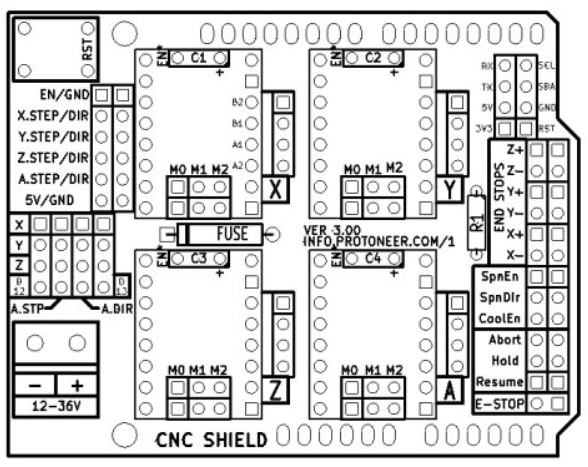 RST
EN/GND
X.STEP/DIR
Y.STEP/DIR
Z.STEP/DIR
A.STEP/DIR
5V/GND
X
Y
Z
D 12
D 13
A.STP
A.DIR
- +
12-36V
EN*
C1
+
B2
B1
A1
A2
M0 M1 M2
X
EN*
C2
+
M0 M1 M2
Y
FUSE
VER 3.00
INFO.PROTONEER.COM/1
R1
EN*
C3
+
M0 M1 M2
Z
EN*
C4
+
M0 M1 M2
A
CNC SHIELD
RX SCL
TX SDA
5V GND
3V3 RST
END STOPS
Z+
Z-
Y+
Y-
X+
X-
SpnEn
SpnDir
CoolEn
Abort
Hold
Resume
E-STOP